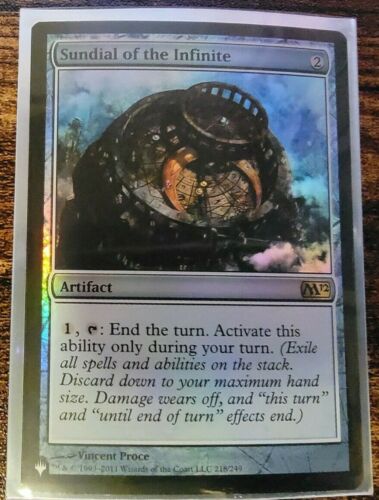 Sundial of the Infinite 2
Artifact M12
1, : End the turn. Activate this
ability only during your turn. (Exile
all spells and abilities on the stack.
Discard down to your maximum hand
size. Damage wears off, and "this turn"
and "until end of turn" effects end.)
Vincent Proce
& © 1993–2011 Wizards of the Coast LLC 218/249